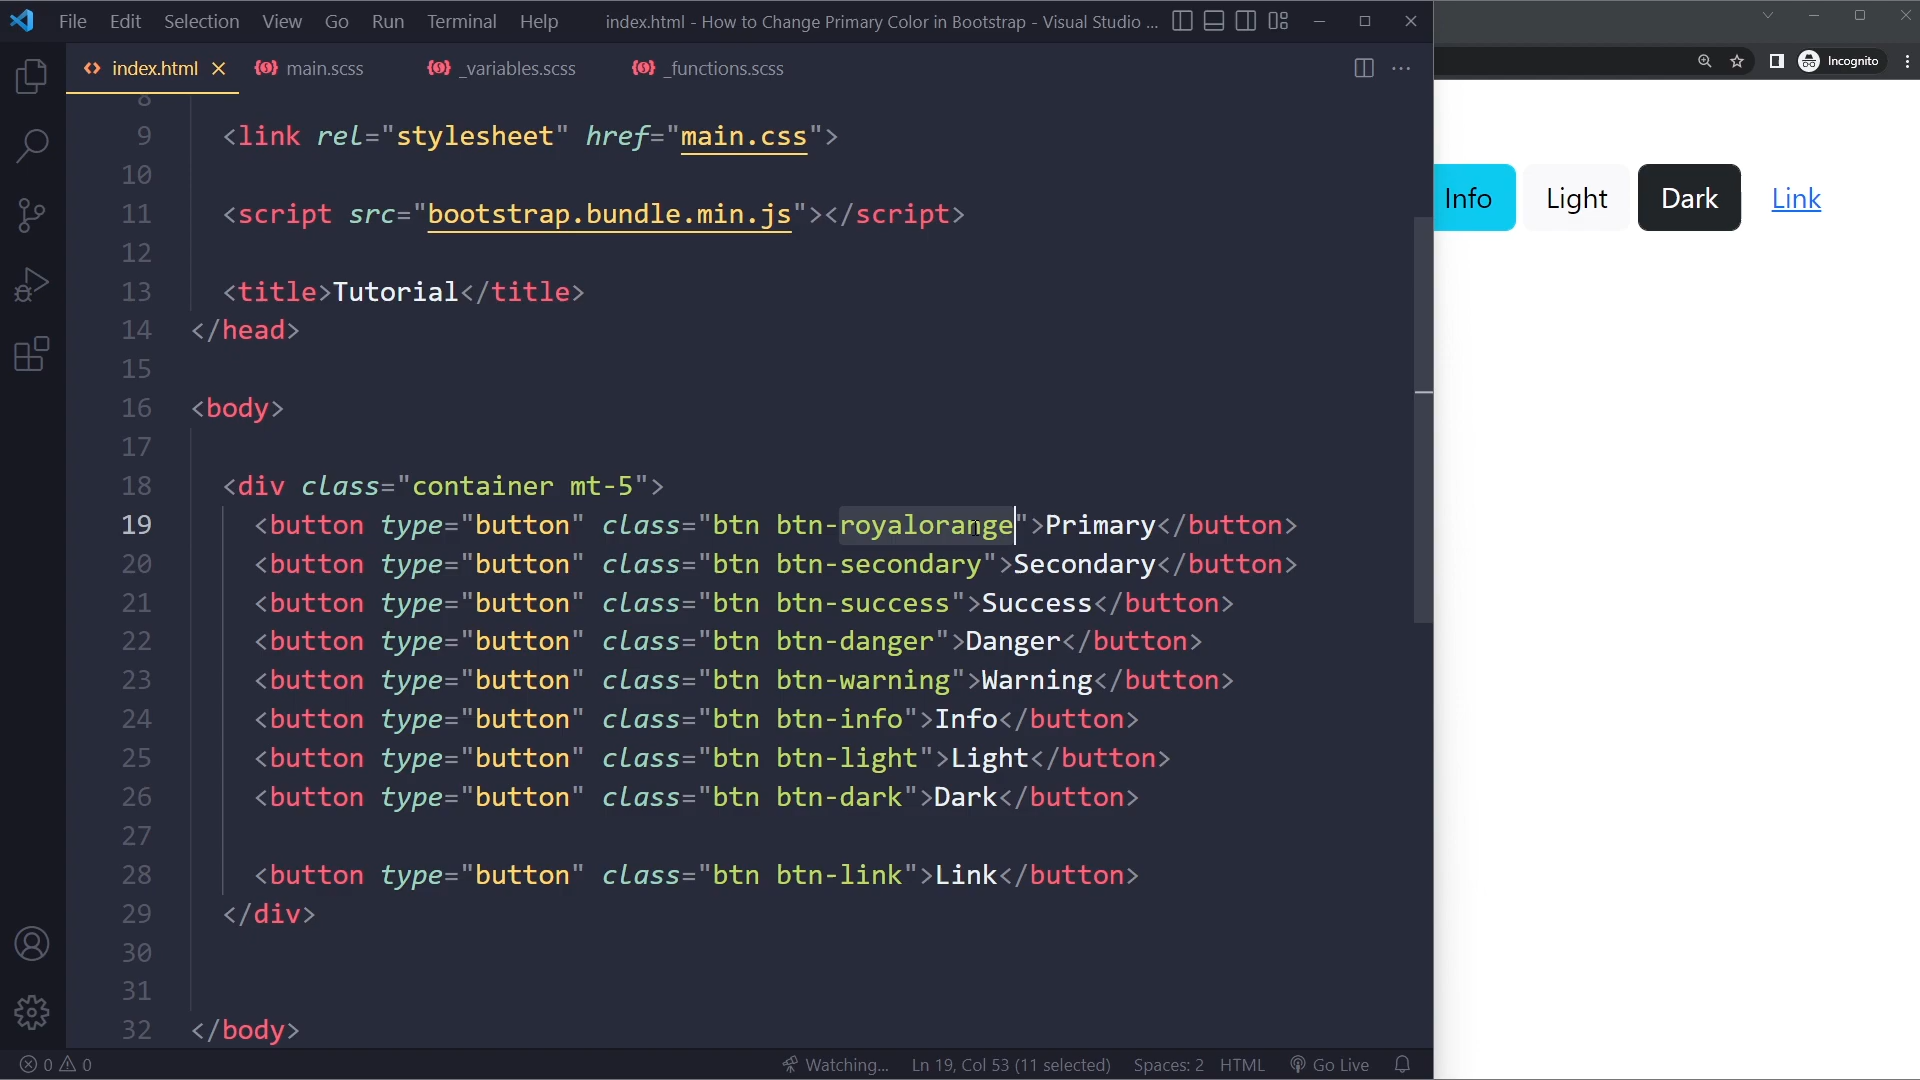 File Edit Selection View Go Run Terminal Help index.html - How to Change Primary Color in Bootstrap - Visual Studio ...
index.html main.scss _variables.scss _functions.scss
Incognito
8
9 <link rel="stylesheet" href="main.css">
10
11 <script src="bootstrap.bundle.min.js"></script>
12
13 <title>Tutorial</title>
14 </head>
15
16 <body>
17
18 <div class="container mt-5">
19 <button type="button" class="btn btn-royalorange">Primary</button>
20 <button type="button" class="btn btn-secondary">Secondary</button>
21 <button type="button" class="btn btn-success">Success</button>
22 <button type="button" class="btn btn-danger">Danger</button>
23 <button type="button" class="btn btn-warning">Warning</button>
24 <button type="button" class="btn btn-info">Info</button>
25 <button type="button" class="btn btn-light">Light</button>
26 <button type="button" class="btn btn-dark">Dark</button>
27
28 <button type="button" class="btn btn-link">Link</button>
29 </div>
30
31
32 </body>
Info Light Dark Link
0 0 Watching... Ln 19, Col 53 (11 selected) Spaces: 2 HTML Go Live